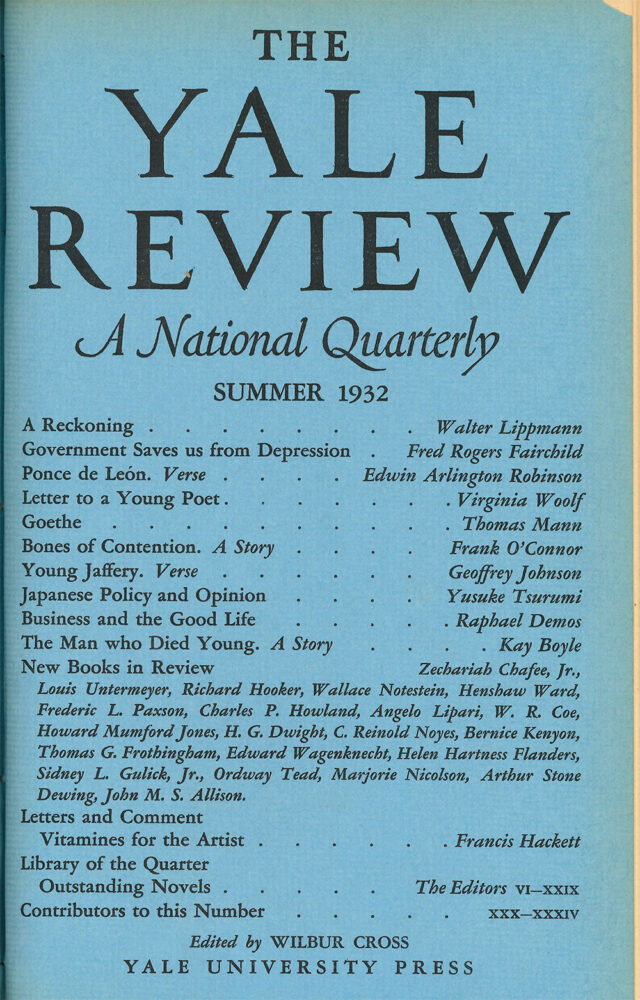 THE
YALE
REVIEW
A National Quarterly
SUMMER 1932
A Reckoning . . . . . . . . Walter Lippmann
Government Saves us from Depression . Fred Rogers Fairchild
Ponce de León. Verse . . . . Edwin Arlington Robinson
Letter to a Young Poet . . . . . . . Virginia Woolf
Goethe . . . . . . . . . . Thomas Mann
Bones of Contention. A Story . . . . Frank O'Connor
Young Jaffery. Verse . . . . . . Geoffrey Johnson
Japanese Policy and Opinion . . . . Yusuke Tsurumi
Business and the Good Life . . . . . Raphael Demos
The Man who Died Young. A Story . . . . Kay Boyle
New Books in Review Zechariah Chafee, Jr.,
Louis Untermeyer, Richard Hooker, Wallace Notestein, Henshaw Ward,
Frederic L. Paxson, Charles P. Howland, Angelo Lipari, W. R. Coe,
Howard Mumford Jones, H. G. Dwight, C. Reinold Noyes, Bernice Kenyon,
Thomas G. Frothingham, Edward Wagenknecht, Helen Hartness Flanders,
Sidney L. Gulick, Jr., Ordway Tead, Marjorie Nicolson, Arthur Stone
Dewing, John M. S. Allison.
Letters and Comment
Vitamines for the Artist . . . . . . Francis Hackett
Library of the Quarter
Outstanding Novels . . . . . The Editors VI–XXIX
Contributors to this Number . . . . . XXX–XXXIV
Edited by WILBUR CROSS
YALE UNIVERSITY PRESS